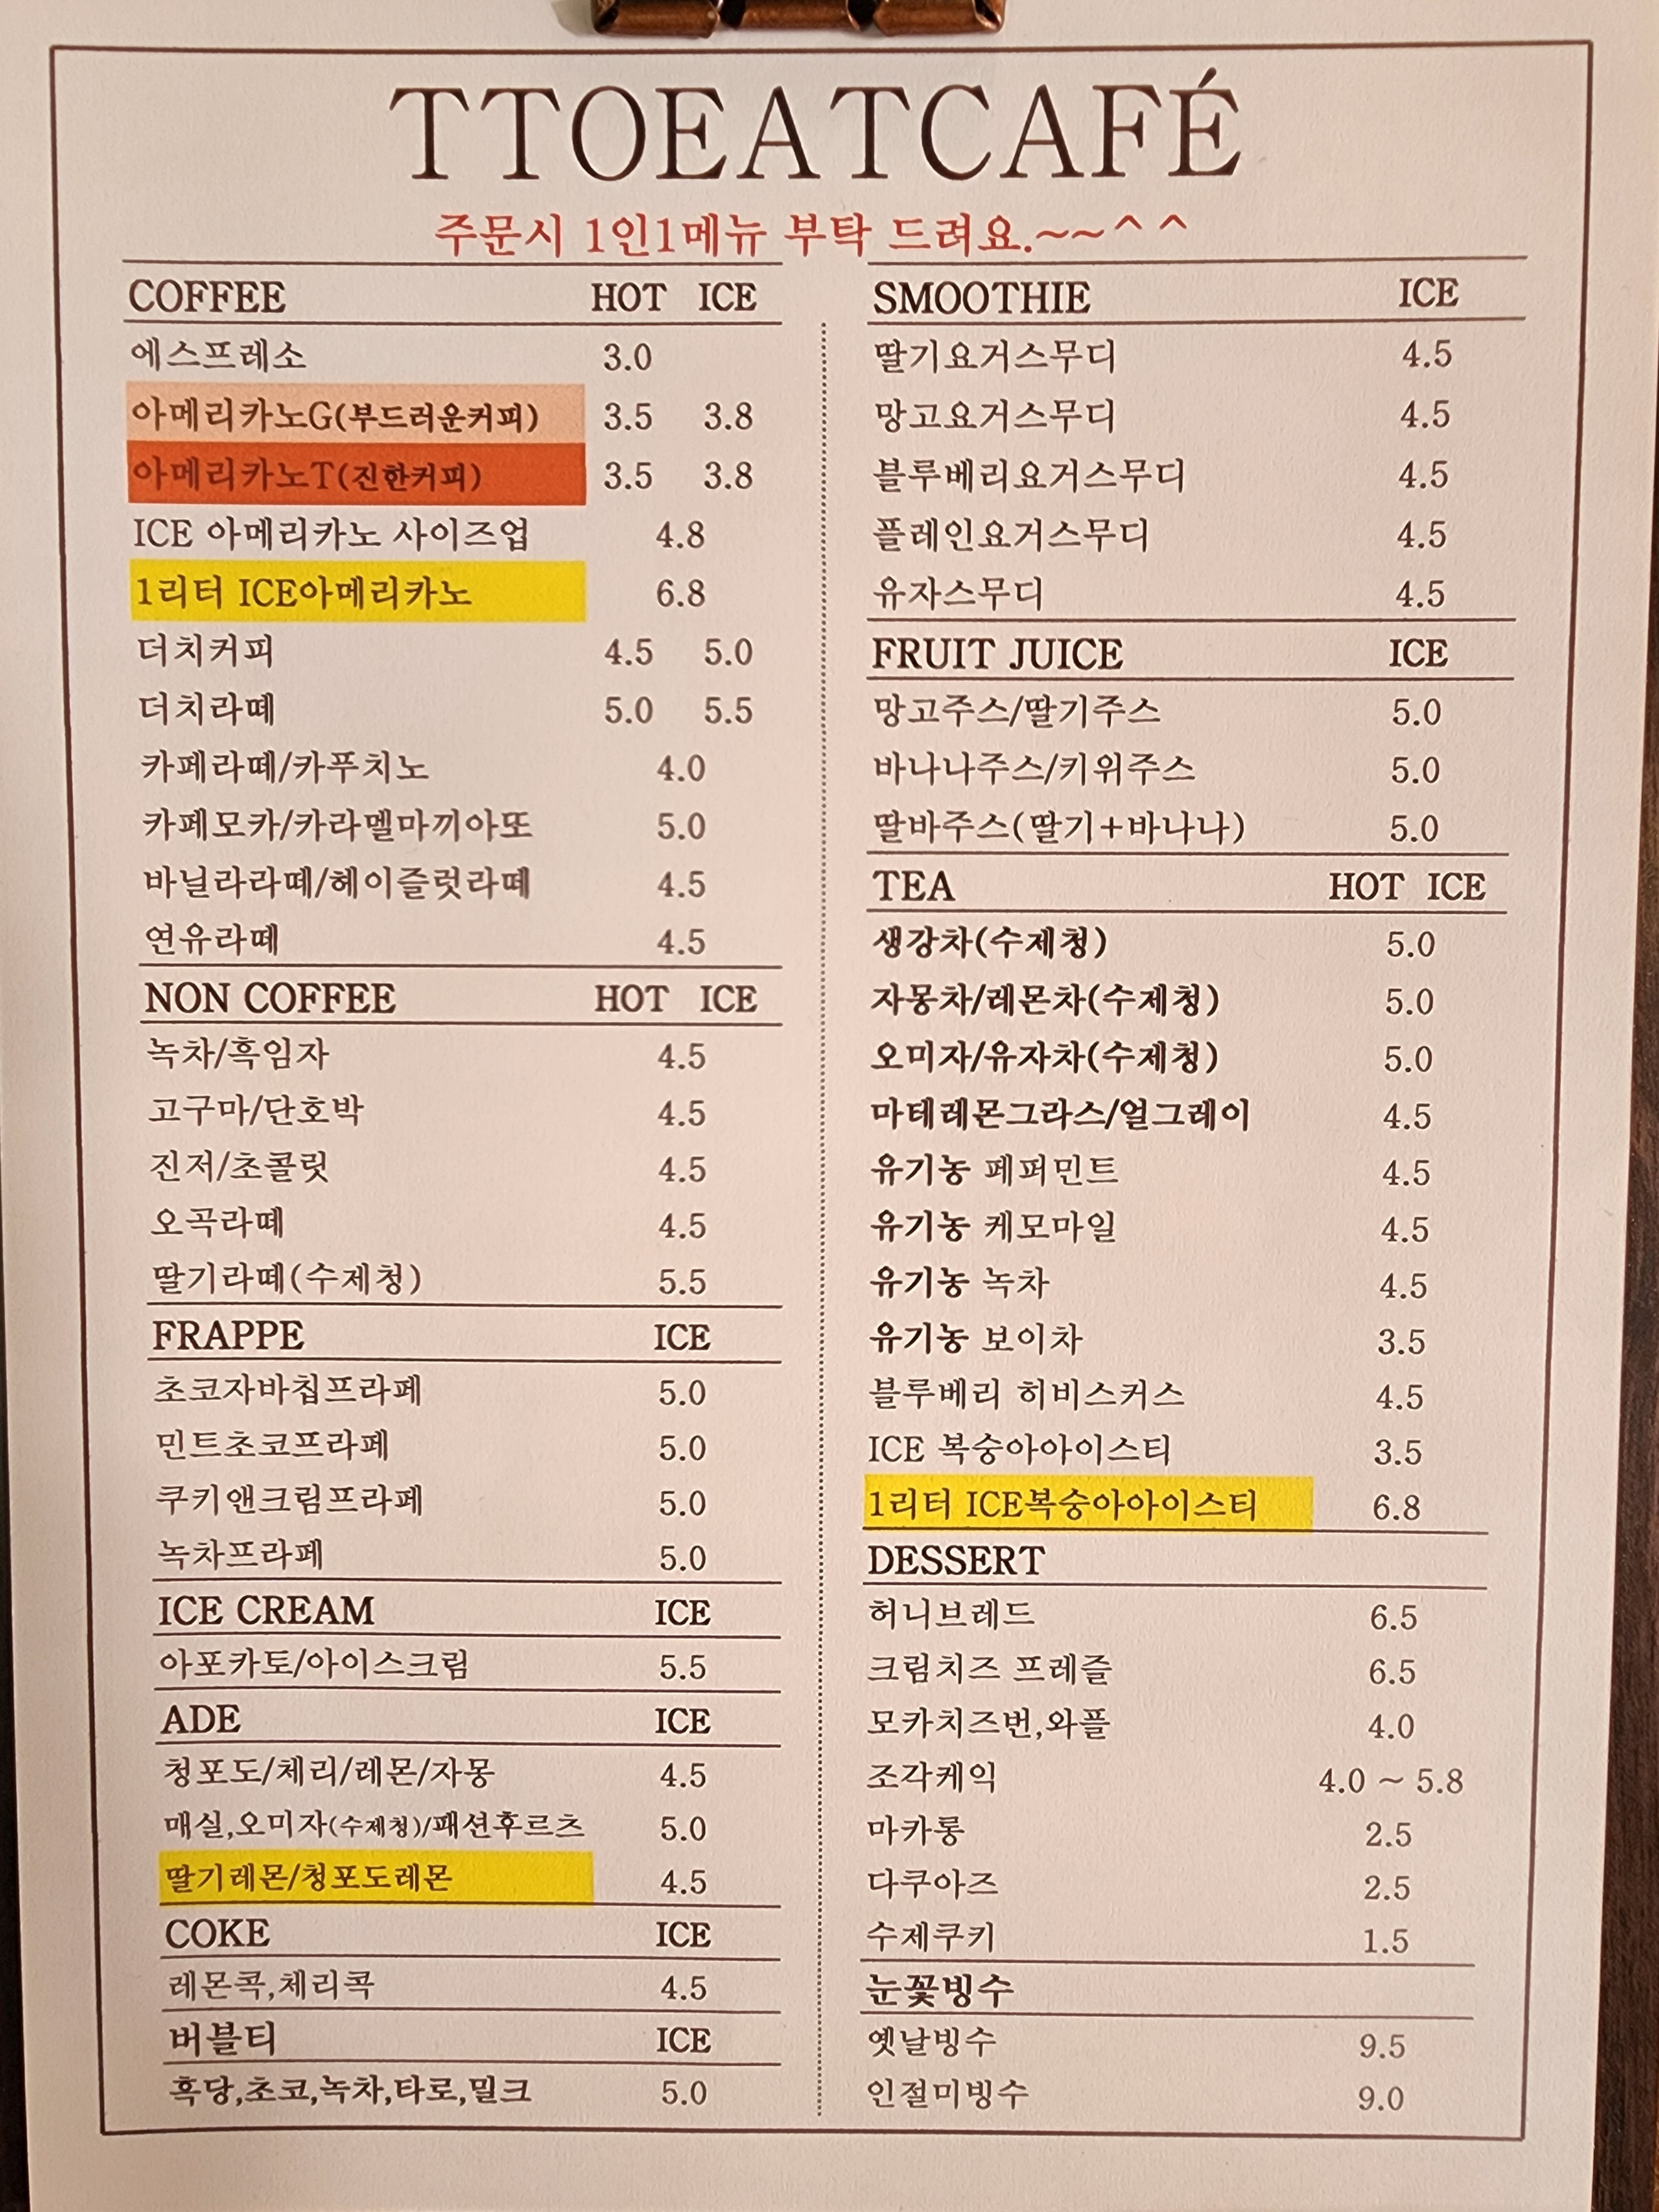 TTOEATCAFÉ
주문시 1인1메뉴 부탁 드려요.~~^^
COFFEE HOT ICE
에스프레소 3.0
아메리카노G(부드러운커피) 3.5 3.8
아메리카노T(진한커피) 3.5 3.8
ICE 아메리카노 사이즈업 4.8
1리터 ICE아메리카노 6.8
더치커피 4.5 5.0
더치라떼 5.0 5.5
카페라떼/카푸치노 4.0
카페모카/카라멜마끼아또 5.0
바닐라라떼/헤이즐럿라떼 4.5
연유라떼 4.5
NON COFFEE HOT ICE
녹차/흑임자 4.5
고구마/단호박 4.5
진저/초콜릿 4.5
오곡라떼 4.5
딸기라떼(수제청) 5.5
FRAPPE ICE
초코자바칩프라페 5.0
민트초코프라페 5.0
쿠키앤크림프라페 5.0
녹차프라페 5.0
ICE CREAM ICE
아포카토/아이스크림 5.5
ADE ICE
청포도/체리/레몬/자몽 4.5
매실,오미자(수제청)/패션후르츠 5.0
딸기레몬/청포도레몬 4.5
COKE ICE
레몬콕,체리콕 4.5
버블티 ICE
흑당,초코,녹차,타로,밀크 5.0
SMOOTHIE ICE
딸기요거스무디 4.5
망고요거스무디 4.5
블루베리요거스무디 4.5
플레인요거스무디 4.5
유자스무디 4.5
FRUIT JUICE ICE
망고주스/딸기주스 5.0
바나나주스/키위주스 5.0
딸바주스(딸기+바나나) 5.0
TEA HOT ICE
생강차(수제청) 5.0
자몽차/레몬차(수제청) 5.0
오미자/유자차(수제청) 5.0
마테레몬그라스/얼그레이 4.5
유기농 페퍼민트 4.5
유기농 케모마일 4.5
유기농 녹차 4.5
유기농 보이차 3.5
블루베리 히비스커스 4.5
ICE 복숭아아이스티 3.5
1리터 ICE복숭아아이스티 6.8
DESSERT
허니브레드 6.5
크림치즈 프레즐 6.5
모카치즈번,와플 4.0
조각케익 4.0 ~ 5.8
마카롱 2.5
다쿠아즈 2.5
수제쿠키 1.5
눈꽃빙수
옛날빙수 9.5
인절미빙수 9.0